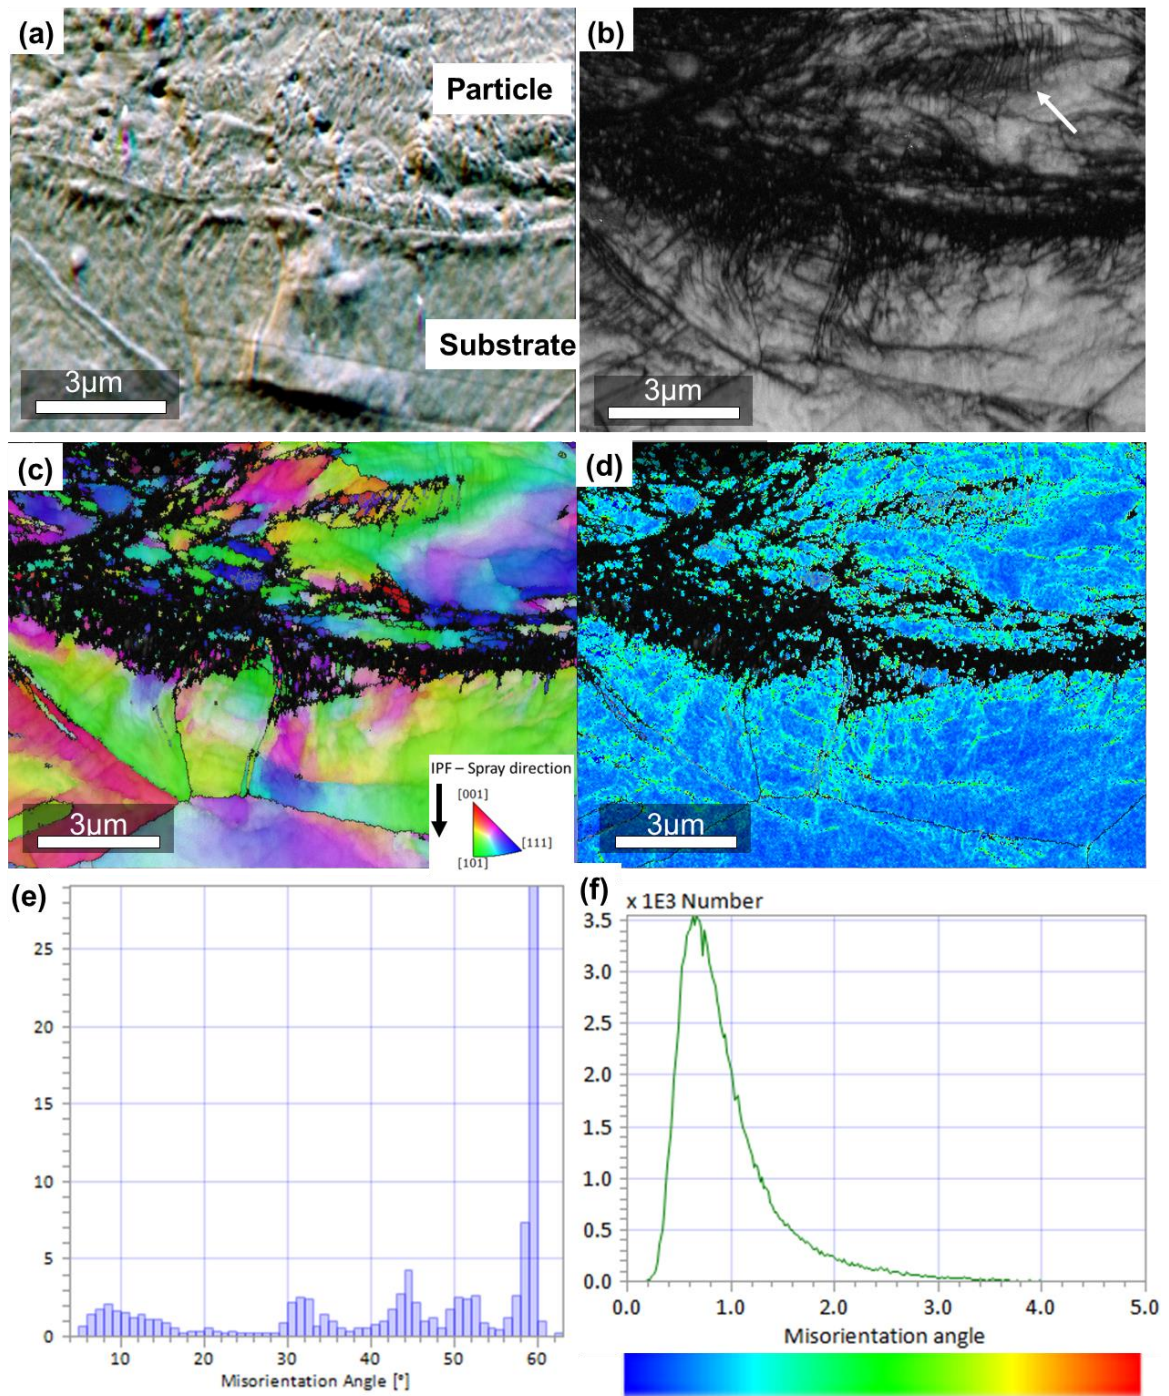 (a)
Particle
Substrate
3μm
(b)
3μm
(c)
3μm
IPF – Spray direction
[001]
[111]
[101]
(d)
3μm
(e)
25
20
15
10
5
0
10 20 30 40 50 60
Misorientation Angle [°]
(f)
x 1E3 Number
3.5
3.0
2.5
2.0
1.5
1.0
0.5
0.0
0.0 1.0 2.0 3.0 4.0 5.0
Misorientation angle